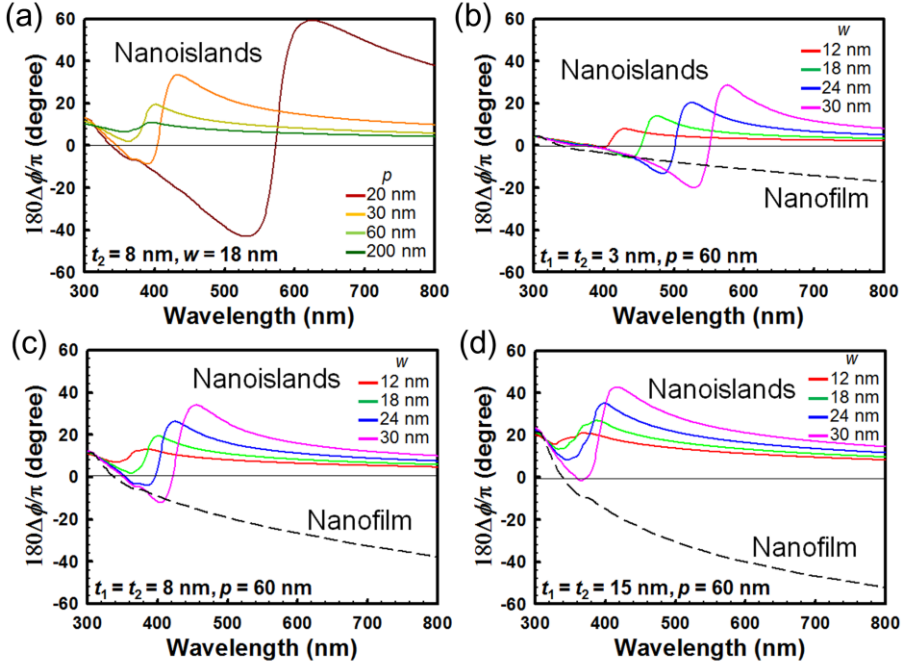 (a)
60
40
20
0
-20
-40
-60
180Δϕ/π (degree)
Nanoislands
p
20 nm
30 nm
60 nm
200 nm
t₂ = 8 nm, w = 18 nm
300 400 500 600 700 800
Wavelength (nm)
(b)
60
40
20
0
-20
-40
-60
180Δϕ/π (degree)
w
12 nm
18 nm
24 nm
30 nm
Nanoislands
Nanofilm
t₁ = t₂ = 3 nm, p = 60 nm
300 400 500 600 700 800
Wavelength (nm)
(c)
60
40
20
0
-20
-40
-60
180Δϕ/π (degree)
Nanoislands
w
12 nm
18 nm
24 nm
30 nm
Nanofilm
t₁ = t₂ = 8 nm, p = 60 nm
300 400 500 600 700 800
Wavelength (nm)
(d)
60
40
20
0
-20
-40
-60
180Δϕ/π (degree)
Nanoislands
w
12 nm
18 nm
24 nm
30 nm
Nanofilm
t₁ = t₂ = 15 nm, p = 60 nm
300 400 500 600 700 800
Wavelength (nm)